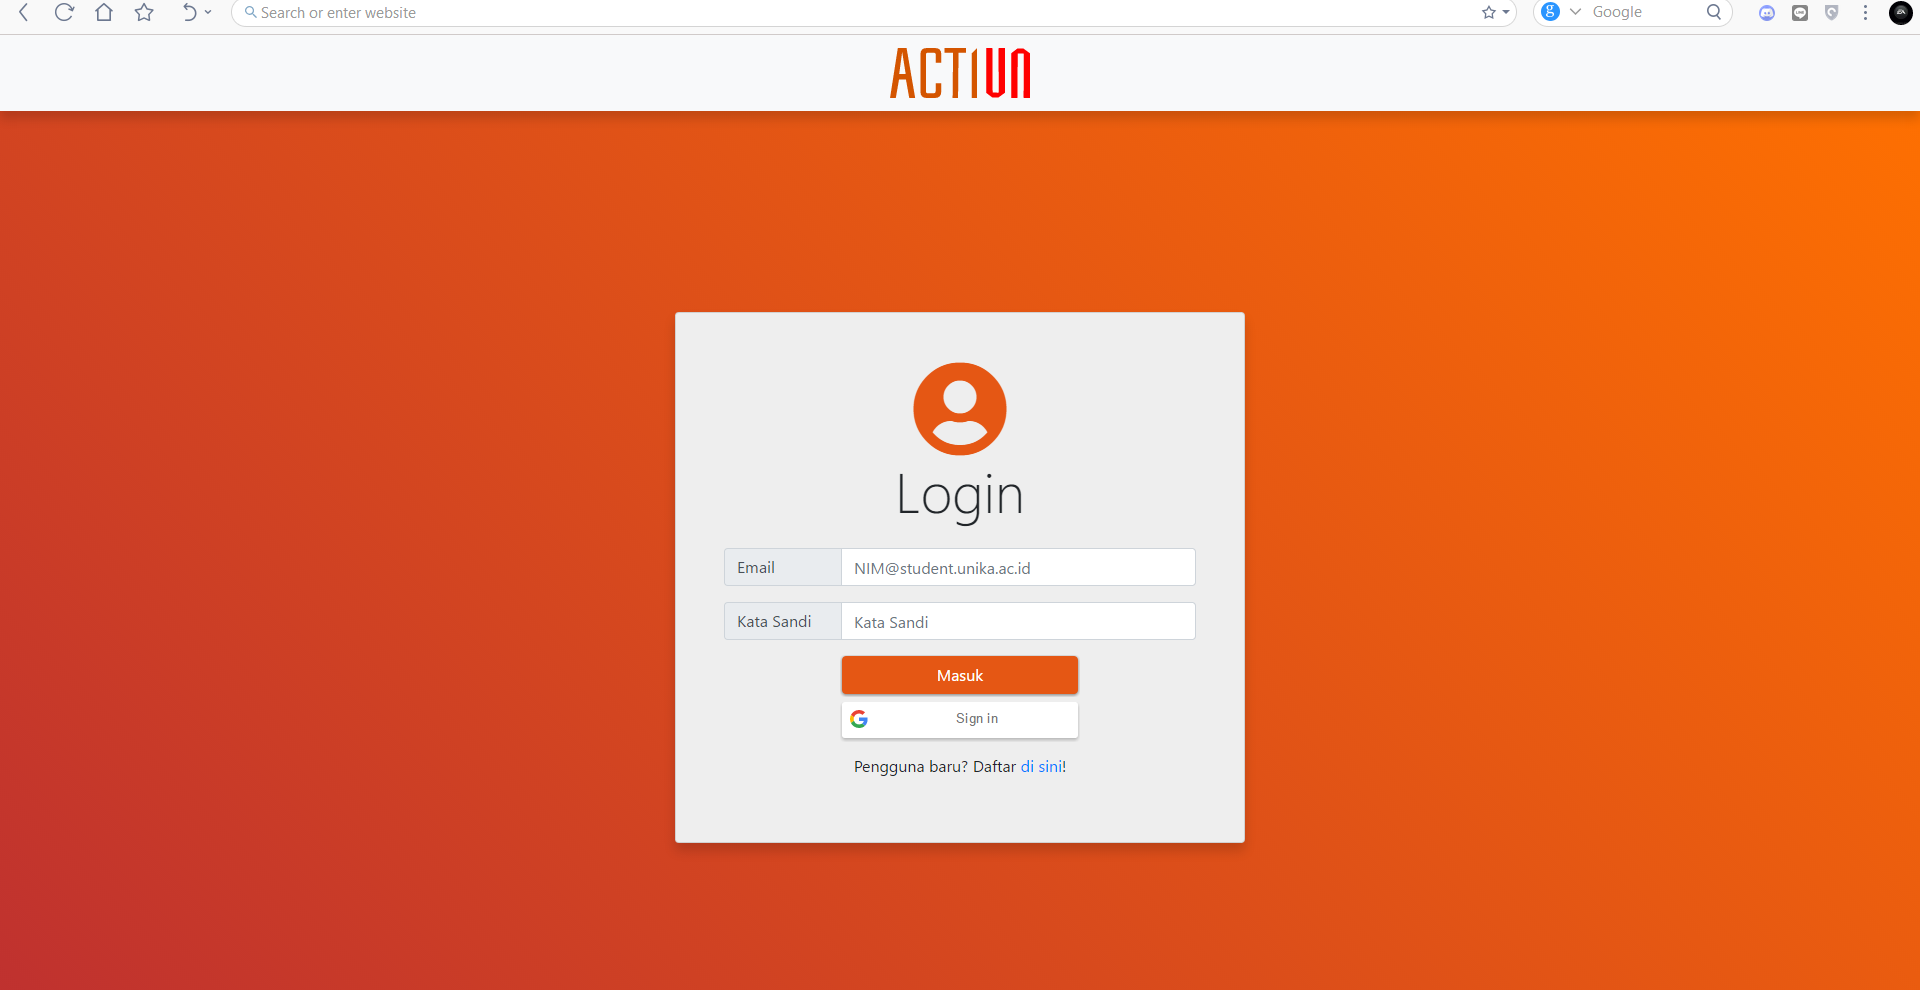 Search or enter website
Google
ACTIUN
Login
Email
NIM@student.unika.ac.id
Kata Sandi
Kata Sandi
Masuk
Sign in
Pengguna baru? Daftar di sini!